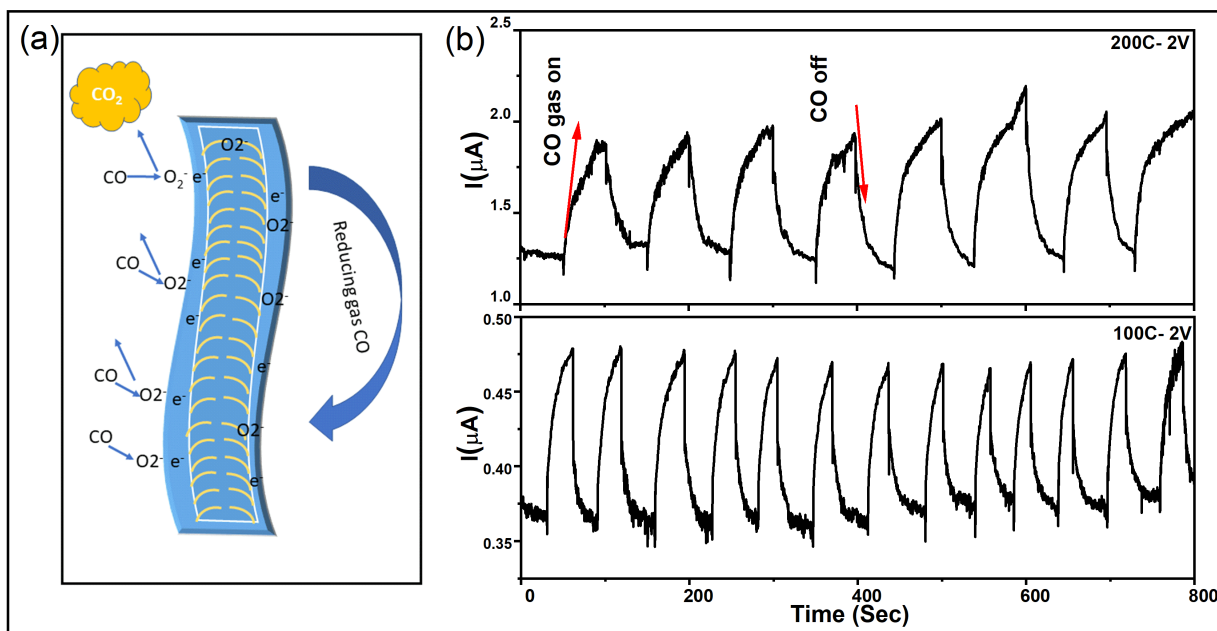 (a)
CO₂
O2⁻
CO
O₂⁻
e⁻
e⁻
O2⁻
CO
O2⁻
e⁻
O2⁻
e⁻
Reducing gas CO
e⁻
CO
O2⁻
e⁻
O2⁻
CO
O2⁻
e⁻
e⁻
(b)
2.5
200C- 2V
CO gas on
CO off
2.0
I(μA)
1.5
1.0
0.50
100C- 2V
0.45
I(μA)
0.40
0.35
0 200 400 600 800
Time (Sec)